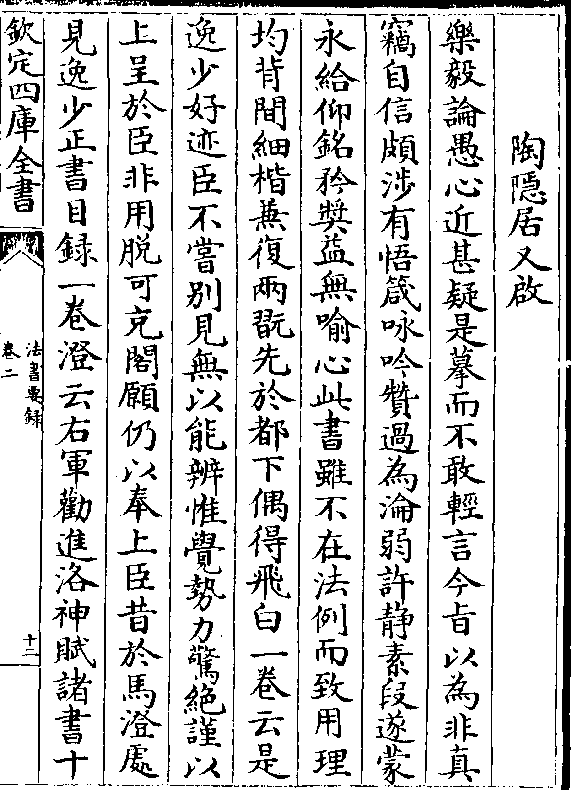 陶隱居又啟
樂毅論愚心近甚疑是摹而不敢輕言今旨以為非真
竊自信頗涉有悟箴咏吟贊過為淪弱許静素段遂蒙
永給仰銘矜奬益無喻心此書雖不在法例而致用理
均背間細楷兼復兩翫先於都下偶得飛白一卷云是
逸少好迹臣不嘗別見無以能辨惟覺勢力驚絶謹以
上呈於臣非用脱可充閣願仍以奉上臣昔於馬澄處
見逸少正書目録一卷澄云右軍勸進洛神賦諸書十
欽定四庫全書
法書要録
卷二
十二